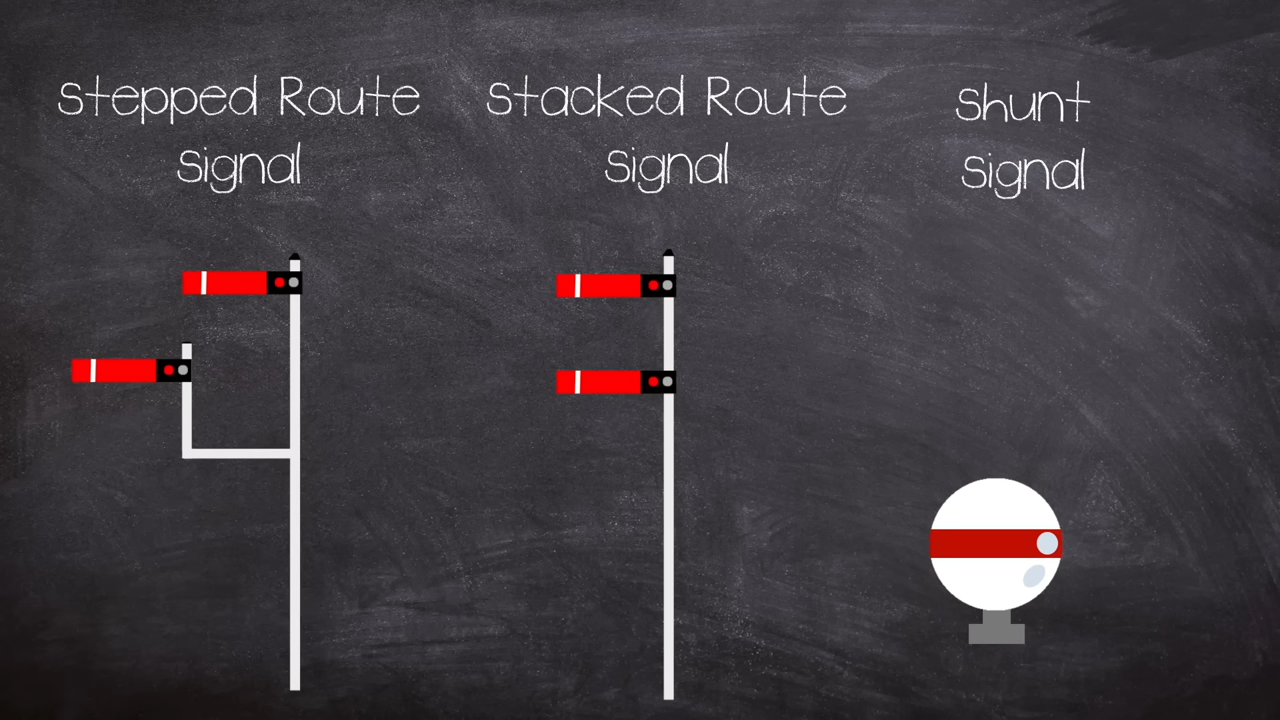 Stepped Route
Signal
Stacked Route
Signal
Shunt
Signal